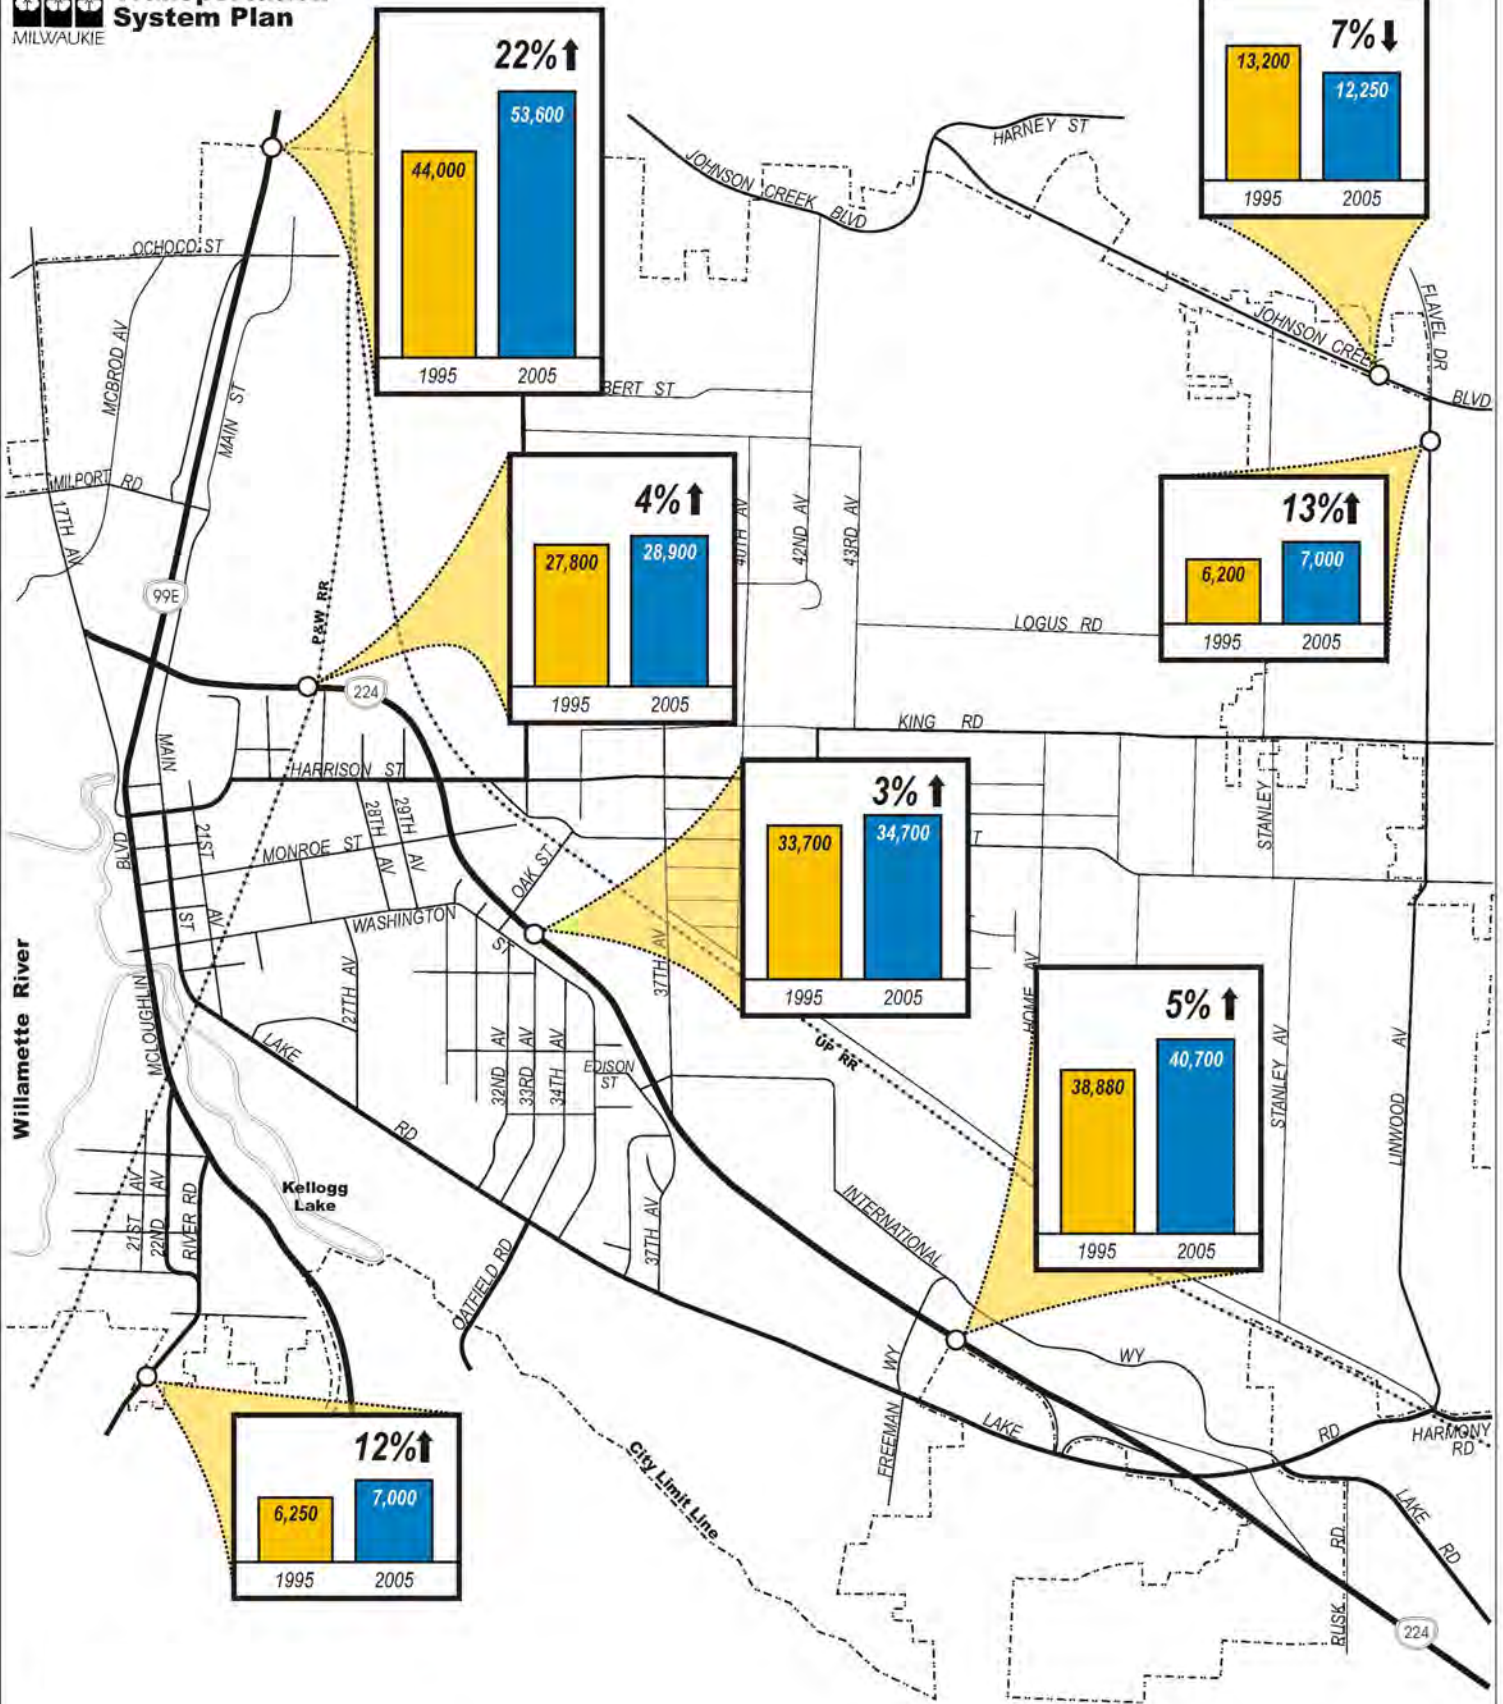 System Plan
MILWAUKIE
22%
53,600
44,000
1995 2005
7%
13,200
12,250
1995 2005
HARNEY ST
JOHNSON CREEK BLVD
OCHOCO ST
MCBROD AV
MAIN ST
FLAVEL DR
JOHNSON CREE
BLVD
BERT ST
MILPORT RD
17TH AV
4%
27,800
28,900
1995 2005
40TH AV
42ND AV
43RD AV
13%
6,200
7,000
1995 2005
99E
P&W RR
LOGUS RD
224
KING RD
MAIN
ST
HARRISON ST
28TH AV
29TH AV
21ST
AV
MONROE ST
OAK ST
WASHINGTON
ST
3%
33,700
34,700
1995 2005
T
STANLEY
BLVD
MCLOUGHLIN
Willamette River
27TH AV
37TH AV
HOME AV
5%
38,880
40,700
1995 2005
STANLEY AV
LINWOOD AV
LAKE
RD
32ND AV
33RD AV
34TH AV
EDISON
ST
UP RR
Kellogg
Lake
21ST AV
22ND AV
RIVER RD
OATFIELD RD
37TH AV
INTERNATIONAL
WY
FREEMAN WY
LAKE
RD
HARMONY
RD
12%
6,250
7,000
1995 2005
City Limit Line
LAKE RD
RUSK RD
224